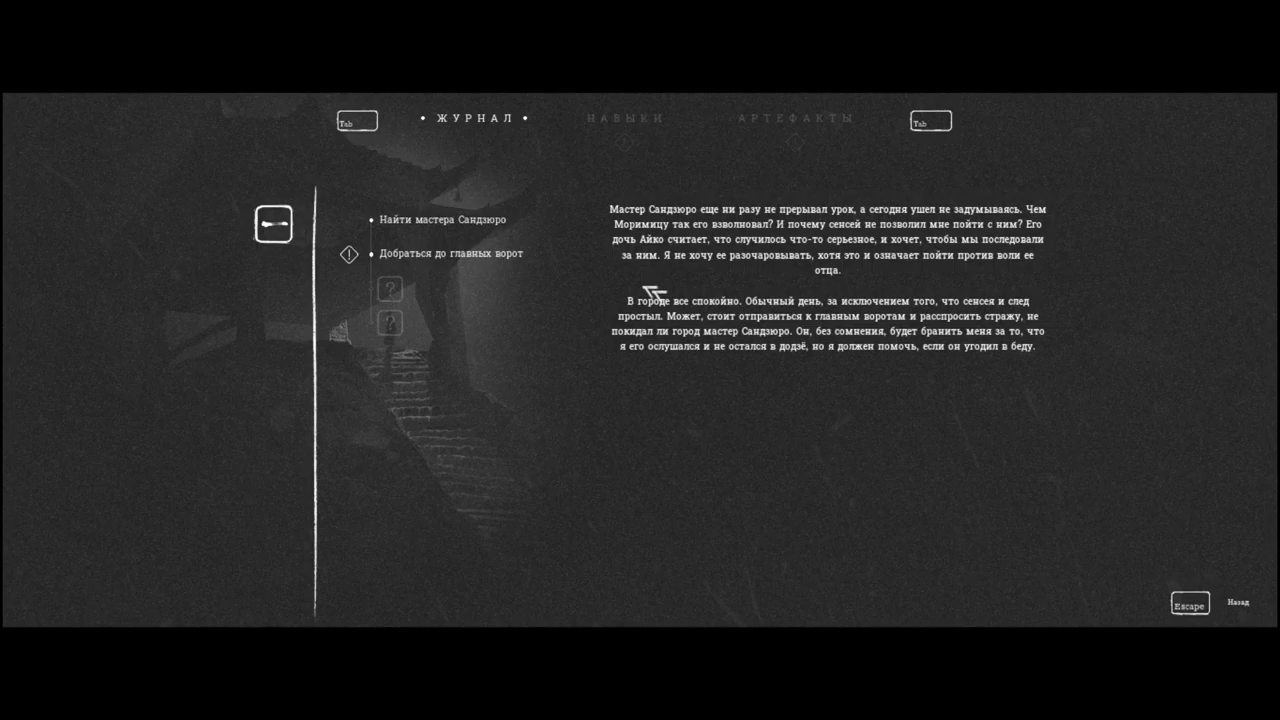 Tab
ЖУРНАЛ
НАВЫКИ
АРТЕФАКТЫ
Tab
Найти мастера Сандзюро
! Добраться до главных ворот
?
?
Мастер Сандзюро еще ни разу не прерывал урок, а сегодня ушел не задумываясь. Чем
Моримицу так его взволновал? И почему сенсей не позволил мне пойти с ним? Его
дочь Айко считает, что случилось что-то серьезное, и хочет, чтобы мы последовали
за ним. Я не хочу ее разочаровывать, хотя это и означает пойти против воли ее
отца.
В городе все спокойно. Обычный день, за исключением того, что сенсея и след
простыл. Может, стоит отправиться к главным воротам и расспросить стражу, не
покидал ли город мастер Сандзюро. Он, без сомнения, будет бранить меня за то, что
я его ослушался и не остался в додзё, но я должен помочь, если он угодил в беду.
Escape
Назад